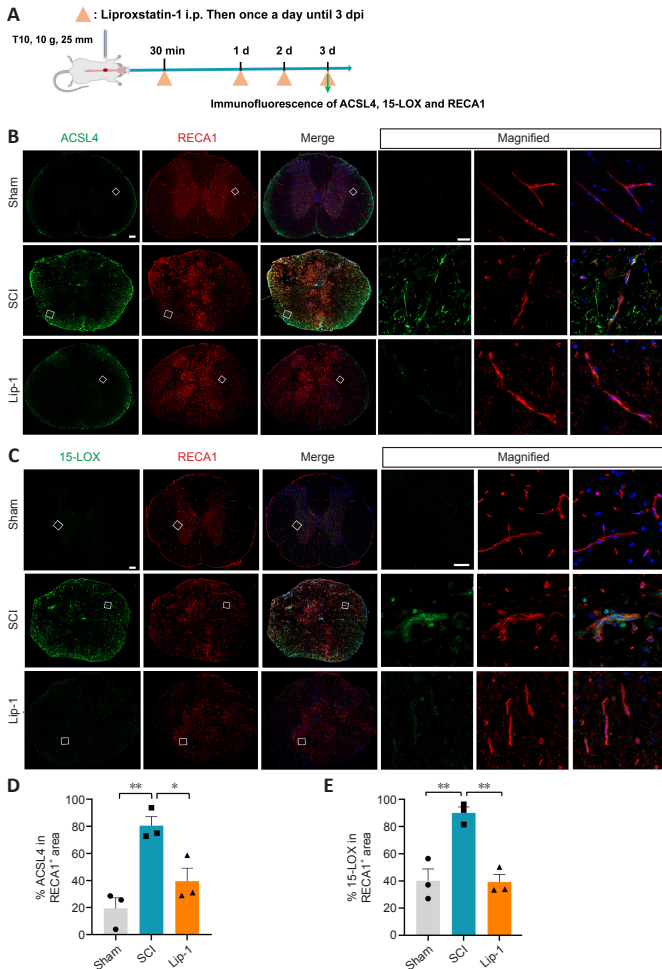 A
: Liproxstatin-1 i.p. Then once a day until 3 dpi
T10, 10 g, 25 mm
30 min 1 d 2 d 3 d
Immunofluorescence of ACSL4, 15-LOX and RECA1
B
ACSL4 RECA1 Merge Magnified
Sham
SCI
Lip-1
C
15-LOX RECA1 Merge Magnified
Sham
SCI
Lip-1
D
** *
% ACSL4 in
RECA1+ area
100
80
60
40
20
0
Sham SCI Lip-1
E
** **
% 15-LOX in
RECA1+ area
100
80
60
40
20
0
Sham SCI Lip-1